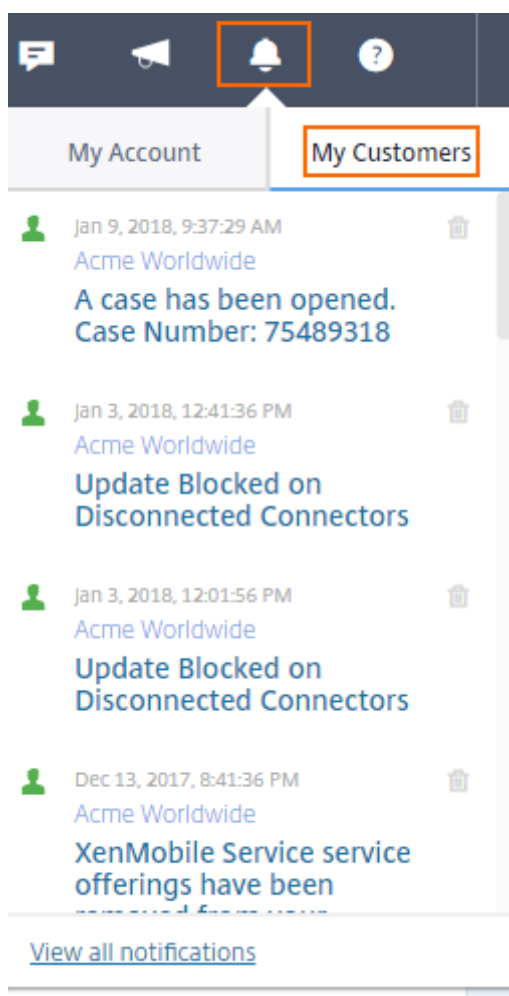 ?
My Account
My Customers
Jan 9, 2018, 9:37:29 AM
Acme Worldwide
A case has been opened.
Case Number: 75489318
Jan 3, 2018, 12:41:36 PM
Acme Worldwide
Update Blocked on
Disconnected Connectors
Jan 3, 2018, 12:01:56 PM
Acme Worldwide
Update Blocked on
Disconnected Connectors
Dec 13, 2017, 8:41:36 PM
Acme Worldwide
XenMobile Service service
offerings have been
removed from your
View all notifications